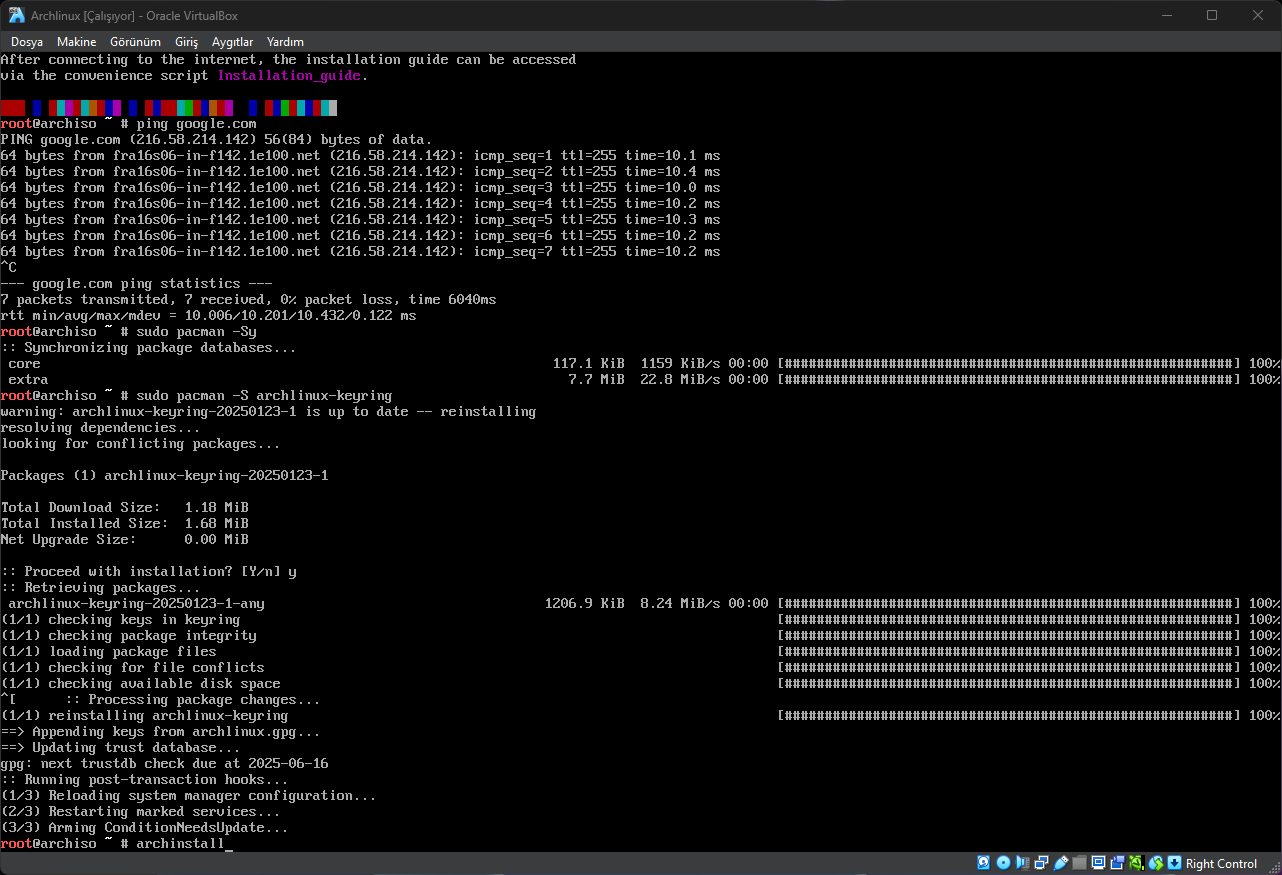 Archlinux [Çalışıyor] - Oracle VirtualBox
Dosya Makine Görünüm Giriş Aygıtlar Yardım
After connecting to the internet, the installation guide can be accessed
via the convenience script Installation_guide.
root@archiso ~ # ping google.com
PING google.com (216.58.214.142) 56(84) bytes of data.
64 bytes from fra16s06-in-f142.1e100.net (216.58.214.142): icmp_seq=1 ttl=255 time=10.1 ms
64 bytes from fra16s06-in-f142.1e100.net (216.58.214.142): icmp_seq=2 ttl=255 time=10.4 ms
64 bytes from fra16s06-in-f142.1e100.net (216.58.214.142): icmp_seq=3 ttl=255 time=10.0 ms
64 bytes from fra16s06-in-f142.1e100.net (216.58.214.142): icmp_seq=4 ttl=255 time=10.2 ms
64 bytes from fra16s06-in-f142.1e100.net (216.58.214.142): icmp_seq=5 ttl=255 time=10.3 ms
64 bytes from fra16s06-in-f142.1e100.net (216.58.214.142): icmp_seq=6 ttl=255 time=10.2 ms
64 bytes from fra16s06-in-f142.1e100.net (216.58.214.142): icmp_seq=7 ttl=255 time=10.2 ms
^C
--- google.com ping statistics ---
7 packets transmitted, 7 received, 0% packet loss, time 6040ms
rtt min/avg/max/mdev = 10.006/10.201/10.432/0.122 ms
root@archiso ~ # sudo pacman -Sy
:: Synchronizing package databases...
core 117.1 KiB 1159 KiB/s 00:00 [########################################################] 100%
extra 7.7 MiB 22.8 MiB/s 00:00 [########################################################] 100%
root@archiso ~ # sudo pacman -S archlinux-keyring
warning: archlinux-keyring-20250123-1 is up to date -- reinstalling
resolving dependencies...
looking for conflicting packages...
Packages (1) archlinux-keyring-20250123-1
Total Download Size: 1.18 MiB
Total Installed Size: 1.68 MiB
Net Upgrade Size: 0.00 MiB
:: Proceed with installation? [Y/n] y
:: Retrieving packages...
archlinux-keyring-20250123-1-any 1206.9 KiB 8.24 MiB/s 00:00 [########################################################] 100%
(1/1) checking keys in keyring [########################################################] 100%
(1/1) checking package integrity [########################################################] 100%
(1/1) loading package files [########################################################] 100%
(1/1) checking for file conflicts [########################################################] 100%
(1/1) checking available disk space [########################################################] 100%
^[ :: Processing package changes...
(1/1) reinstalling archlinux-keyring [########################################################] 100%
==> Appending keys from archlinux.gpg...
==> Updating trust database...
gpg: next trustdb check due at 2025-06-16
:: Running post-transaction hooks...
(1/3) Reloading system manager configuration...
(2/3) Restarting marked services...
(3/3) Arming ConditionNeedsUpdate...
root@archiso ~ # archinstall_
Right Control